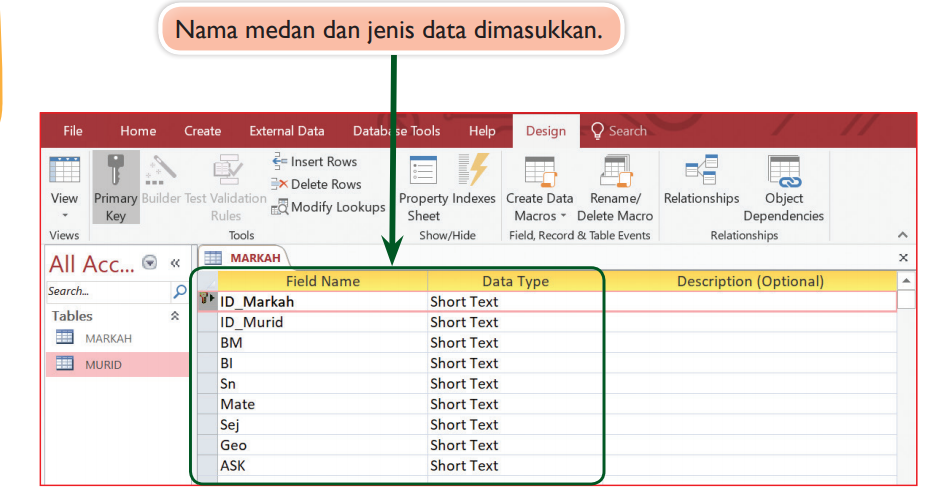 Nama medan dan jenis data dimasukkan.
File Home Create External Data Database Tools Help Design Search
View
Primary Key
Builder
Test Validation Rules
Insert Rows
Delete Rows
Modify Lookups
Property Sheet
Indexes
Create Data Macros
Rename/ Delete Macro
Relationships
Object Dependencies
Views
Tools
Show/Hide
Field, Record & Table Events
Relationships
All Acc...
Search...
Tables
MARKAH
MURID
MARKAH
Field Name Data Type Description (Optional)
ID_Markah Short Text
ID_Murid Short Text
BM Short Text
BI Short Text
Sn Short Text
Mate Short Text
Sej Short Text
Geo Short Text
ASK Short Text